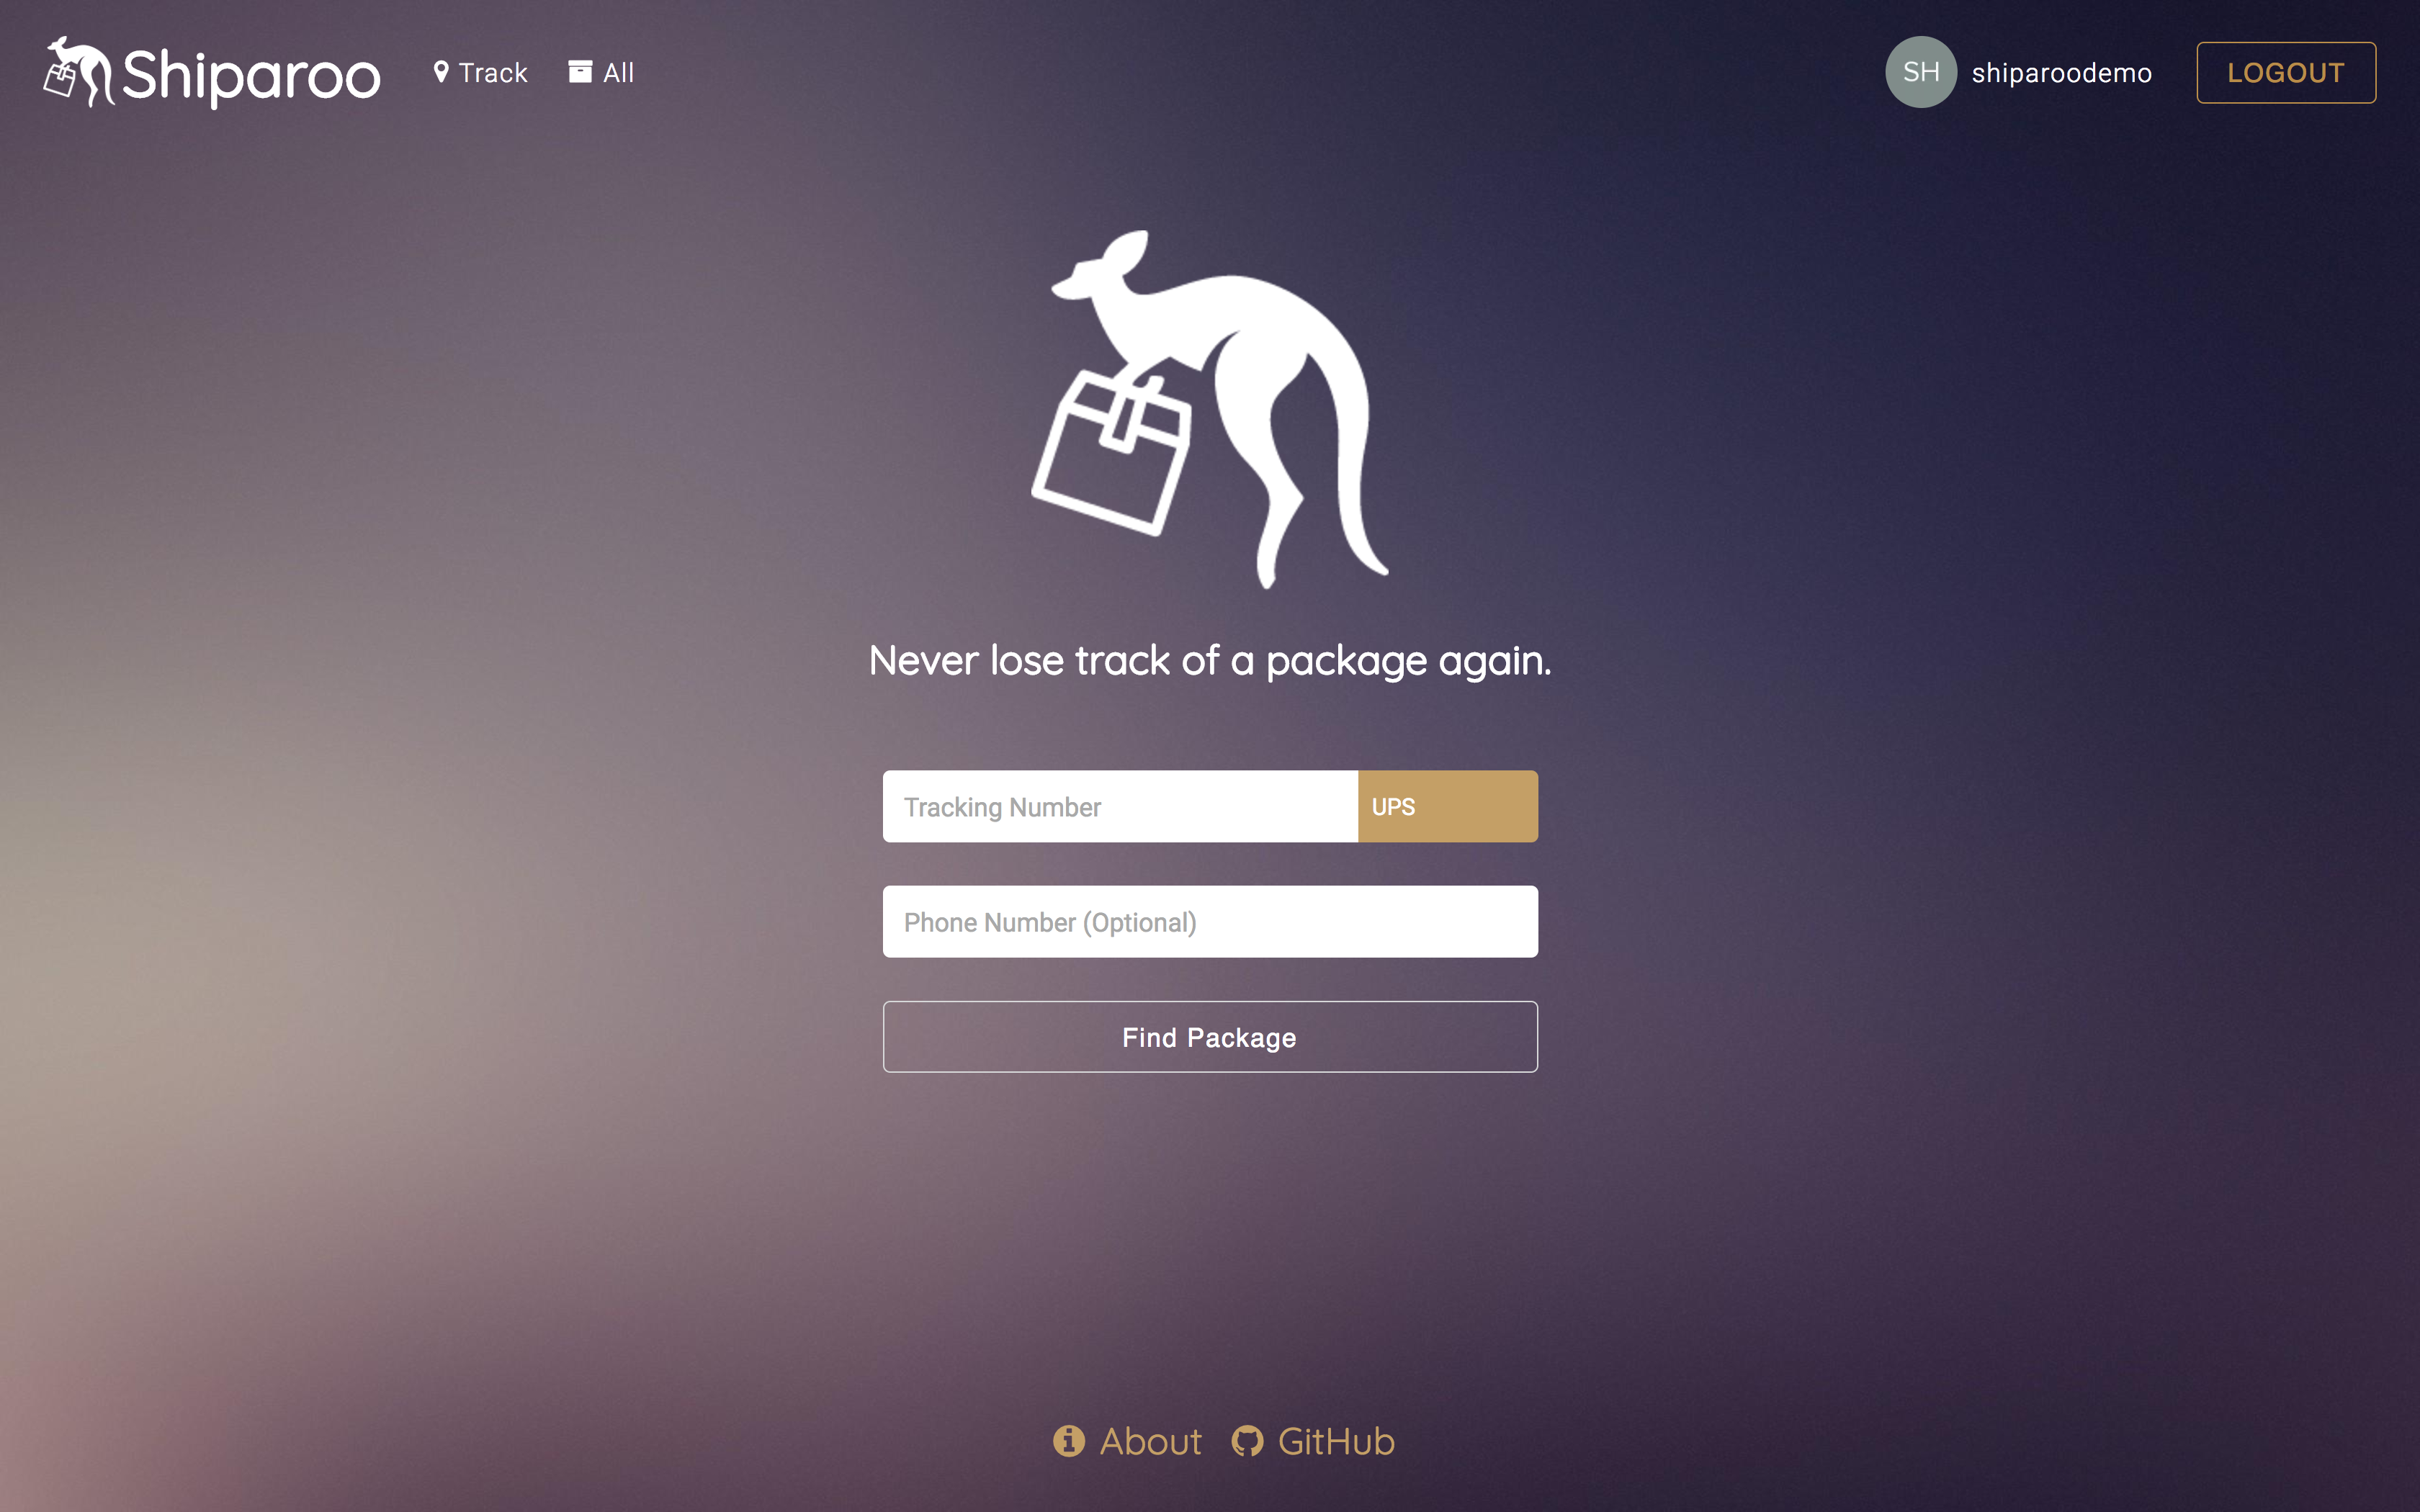 Shiparoo
Track
All
SH
shiparoodemo
LOGOUT
Never lose track of a package again.
Tracking Number
UPS
Phone Number (Optional)
Find Package
About
GitHub